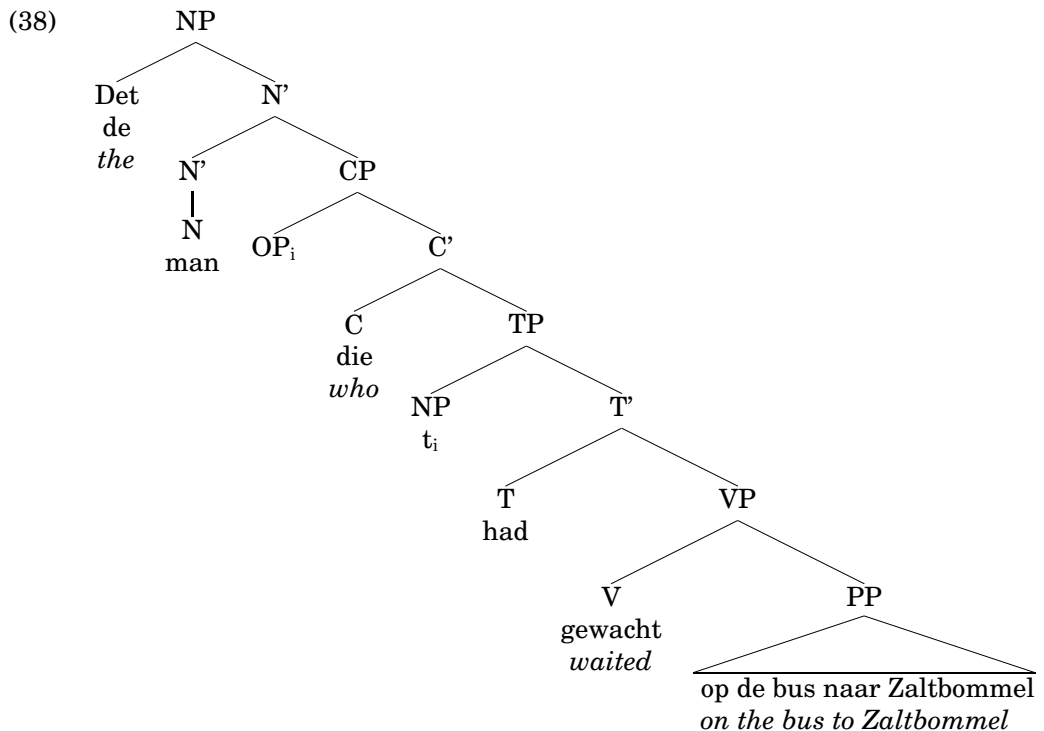 (38) NP
Det N'
de
the
N' CP
N OPi C'
man
C TP
die
who
NP T'
ti
T VP
had
V PP
gewacht
waited
op de bus naar Zaltbommel
on the bus to Zaltbommel